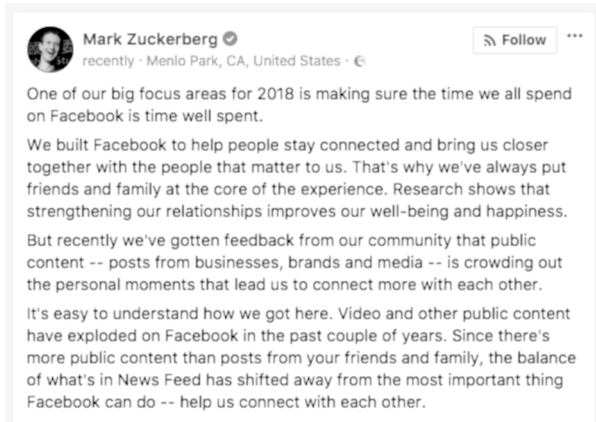 Mark Zuckerberg
Follow
recently · Menlo Park, CA, United States ·
One of our big focus areas for 2018 is making sure the time we all spend
on Facebook is time well spent.
We built Facebook to help people stay connected and bring us closer
together with the people that matter to us. That's why we've always put
friends and family at the core of the experience. Research shows that
strengthening our relationships improves our well-being and happiness.
But recently we've gotten feedback from our community that public
content -- posts from businesses, brands and media -- is crowding out
the personal moments that lead us to connect more with each other.
It's easy to understand how we got here. Video and other public content
have exploded on Facebook in the past couple of years. Since there's
more public content than posts from your friends and family, the balance
of what's in News Feed has shifted away from the most important thing
Facebook can do -- help us connect with each other.